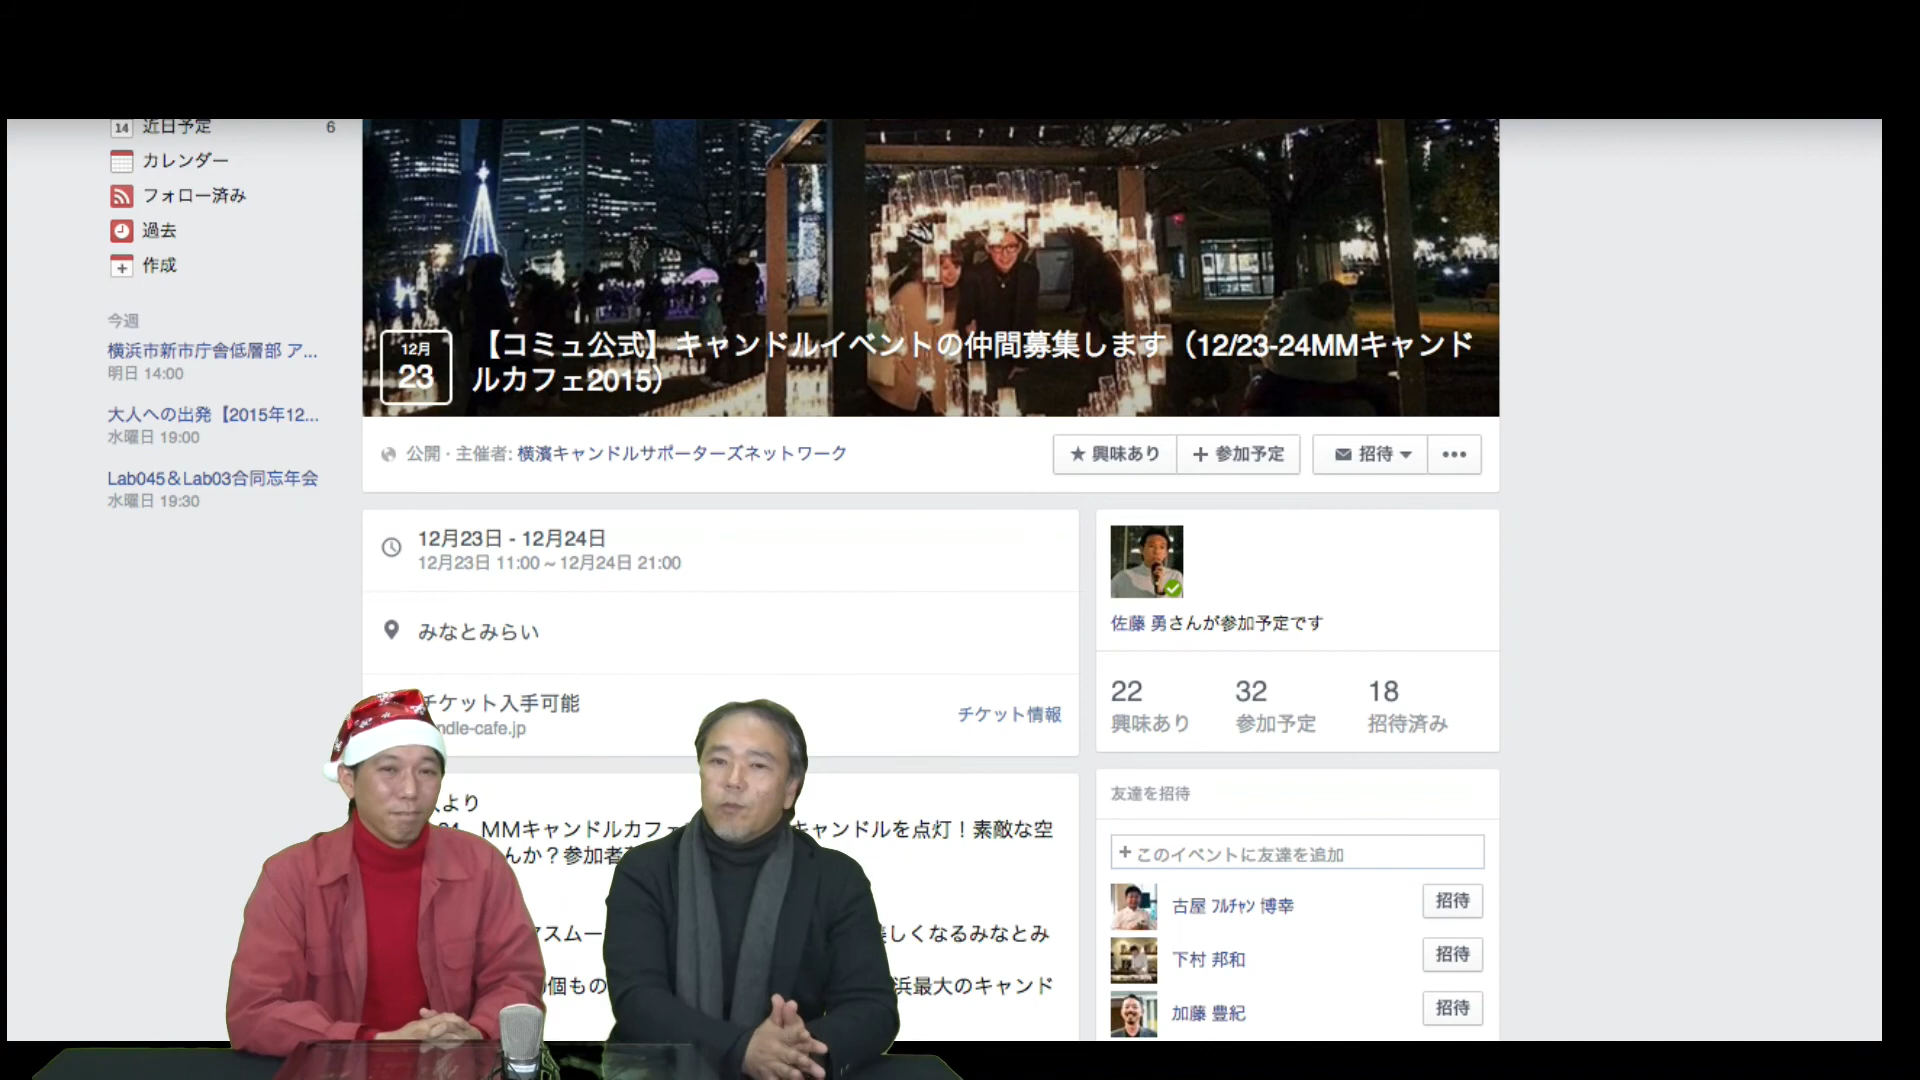 14 近日予定 6
カレンダー
フォロー済み
過去
作成
今週
横浜市新市庁舎低層部 ア...
明日 14:00
大人への出発【2015年12...
水曜日 19:00
Lab045&Lab03合同忘年会
水曜日 19:30
12月
23
【コミュ公式】キャンドルイベントの仲間募集します（12/23-24MMキャンド
ルカフェ2015）
公開 · 主催者: 横濱キャンドルサポーターズネットワーク
★ 興味あり
+ 参加予定
招待
•••
12月23日 - 12月24日
12月23日 11:00 ~ 12月24日 21:00
みなとみらい
チケット入手可能
ndle-cafe.jp
チケット情報
より
MMキャンドルカフェ
キャンドルを点灯！素敵な空
んか？参加者
スムー
しくなるみなとみ
個もの
浜最大のキャンド
佐藤 勇さんが参加予定です
22
興味あり
32
参加予定
18
招待済み
友達を招待
+ このイベントに友達を追加
古屋 ﾌﾙﾁｬﾝ 博幸
招待
下村 邦和
招待
加藤 豊紀
招待